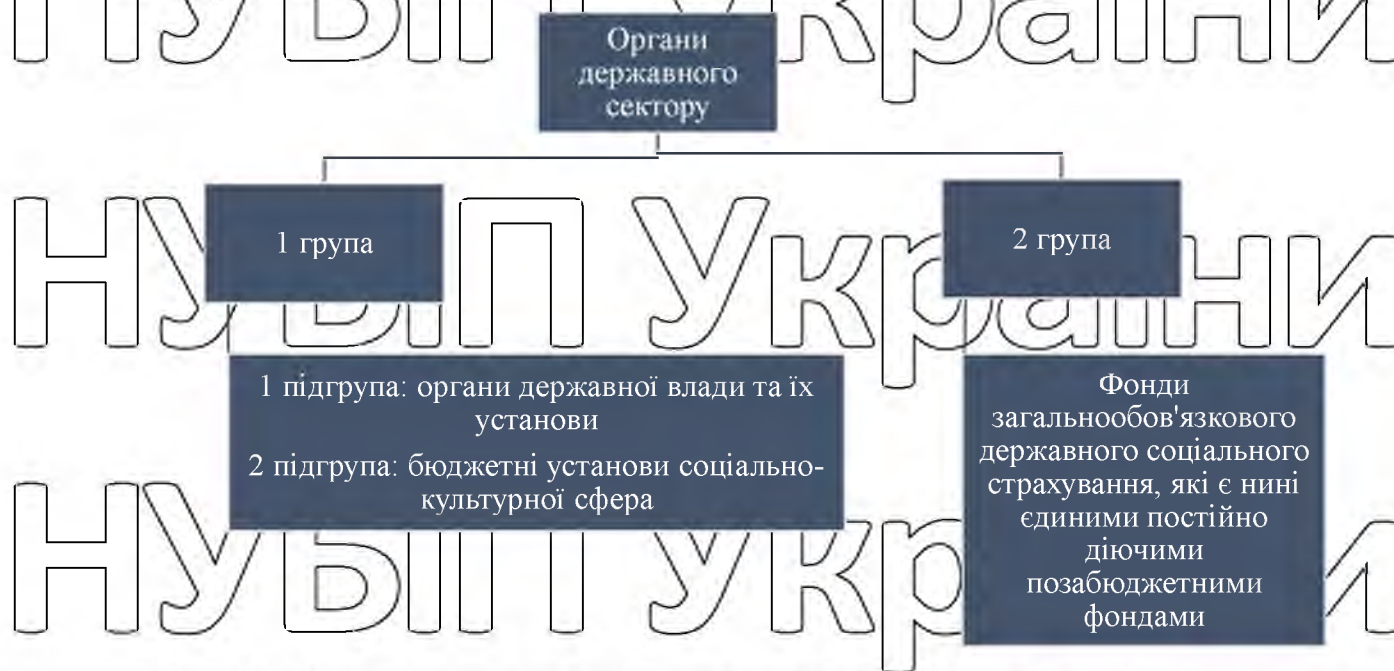 НУБІП України
Органи
державного
сектору
НУБІП України
1 група
2 група
1 підгрупа: органи державної влади та їх
установи
2 підгрупа: бюджетні установи соціально-
культурної сфера
Фонди
загальнообов'язкового
державного соціального
страхування, які є нині
єдиними постійно
діючими
позабюджетними
фондами
НУБІП України